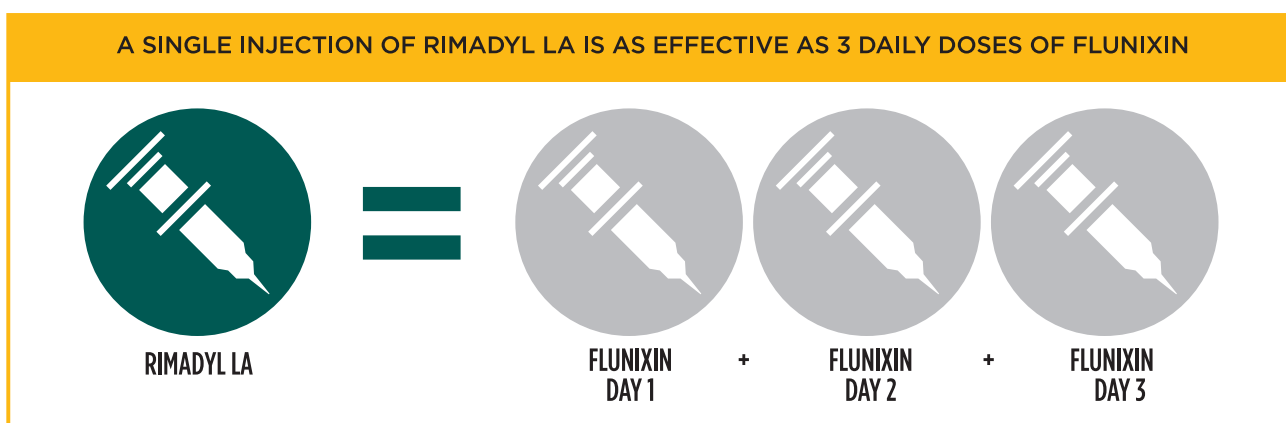 A SINGLE INJECTION OF RIMADYL LA IS AS EFFECTIVE AS 3 DAILY DOSES OF FLUNIXIN
RIMADYL LA
FLUNIXIN + FLUNIXIN + FLUNIXIN
DAY 1 DAY 2 DAY 3